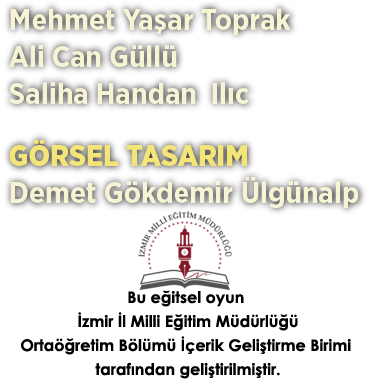 Mehmet Yaşar Toprak
Ali Can Güllü
Saliha Handan Ilıc
GÖRSEL TASARIM
Demet Gökdemir Ülgünalp
İZMİR MİLLİ EĞİTİM MÜDÜRLÜĞÜ
Bu eğitsel oyun
İzmir İl Milli Eğitim Müdürlüğü
Ortaöğretim Bölümü İçerik Geliştirme Birimi
tarafından geliştirilmiştir.